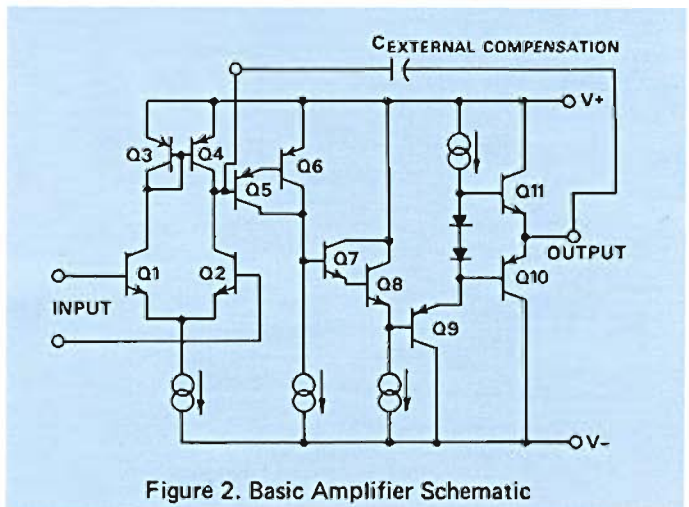 CEXTERNAL COMPENSATION
V+
Q3
Q4
Q5
Q6
Q11
Q7
OUTPUT
Q1
Q2
Q8
Q10
INPUT
Q9
V-
Figure 2. Basic Amplifier Schematic